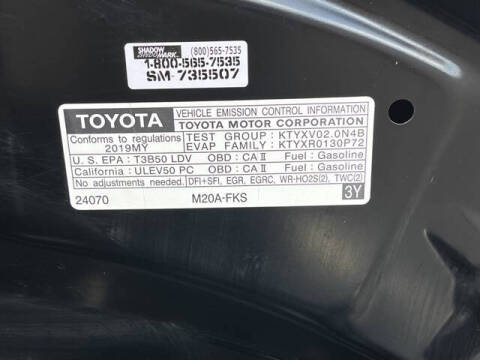 SHADOW MARK. (800)565-7535
1-800-565-7535
SM-735507
TOYOTA VEHICLE EMISSION CONTROL INFORMATION
TOYOTA MOTOR CORPORATION
Conforms to regulations TEST GROUP : KTYXV02.0N4B
2019MY EVAP FAMILY : KTYXR0130P72
U. S. EPA : T3B50 LDV OBD : CA II Fuel : Gasoline
California : ULEV50 PC OBD : CA II Fuel : Gasoline
No adjustments needed. DFI+SFI, EGR, EGRC, WR-HO2S(2), TWC(2)
24070 M20A-FKS 3Y